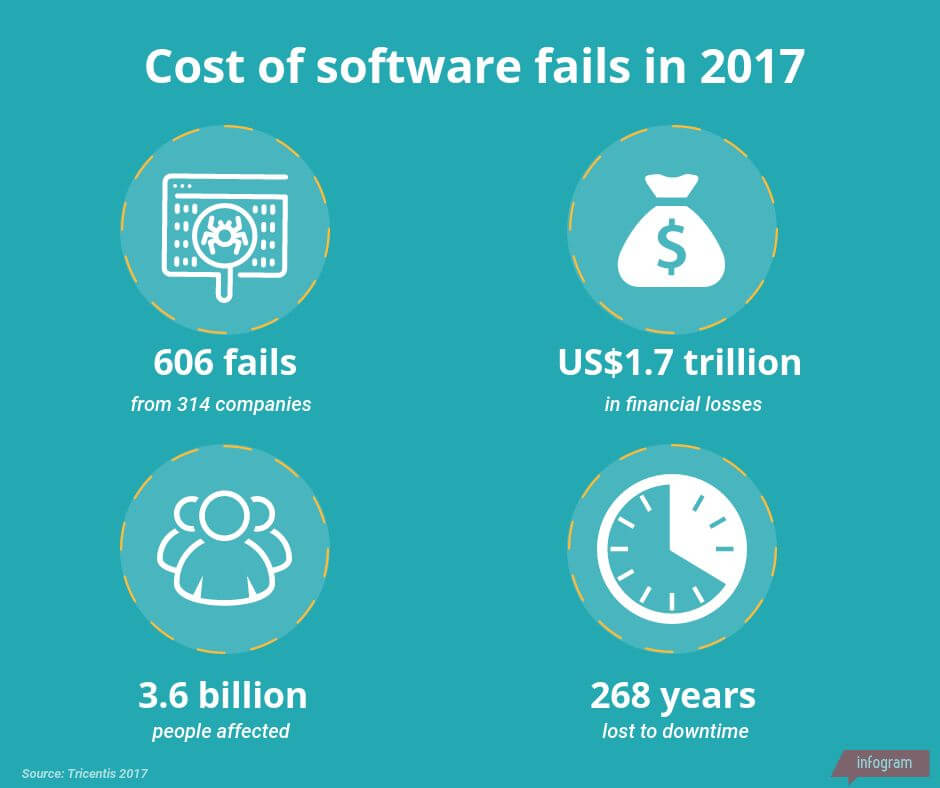 Cost of software fails in 2017
$
606 fails
from 314 companies
US$1.7 trillion
in financial losses
3.6 billion
people affected
268 years
lost to downtime
Source: Tricentis 2017
infogram